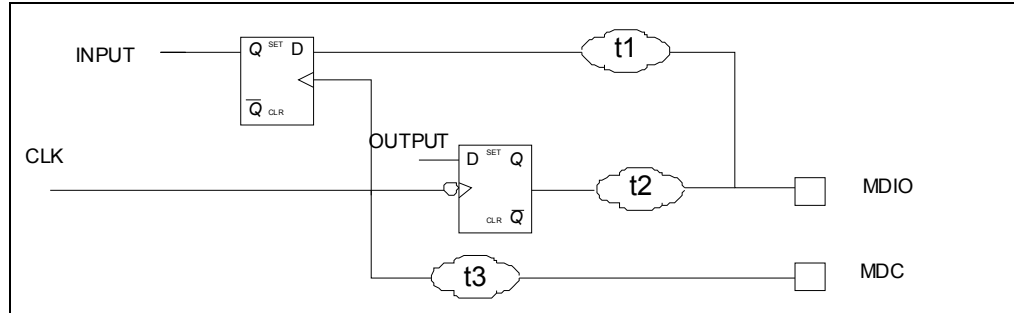 INPUT
Q SET D
Q̅ CLR
t1
CLK
OUTPUT
D SET Q
CLR Q̅
t2
MDIO
t3
MDC